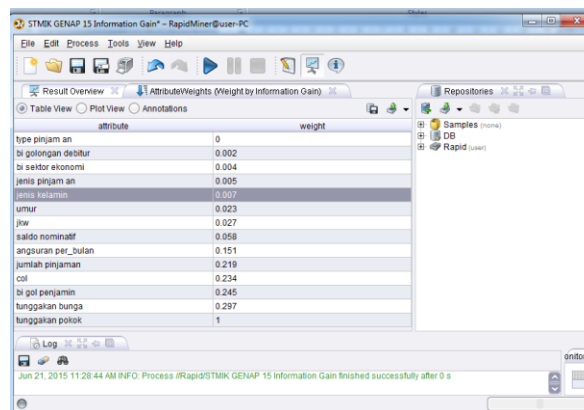 STMIK GENAP 15 Information Gain* – RapidMiner@user-PC
File Edit Process Tools View Help
Result Overview AttributeWeights (Weight by Information Gain) Repositories
Table View Plot View Annotations
attribute weight
Samples (none)
DB
Rapid (user)
type pinjam an 0
bi golongan debitur 0.002
bi sektor ekonomi 0.004
jenis pinjam an 0.005
jenis kelamin 0.007
umur 0.023
jkw 0.027
saldo nominatif 0.058
angsuran per_bulan 0.151
jumlah pinjaman 0.219
col 0.234
bi gol penjamin 0.245
tunggakan bunga 0.297
tunggakan pokok 1
Log
onitor
Jun 21, 2015 11:28:44 AM INFO: Process //Rapid/STMIK GENAP 15 Information Gain finished successfully after 0 s